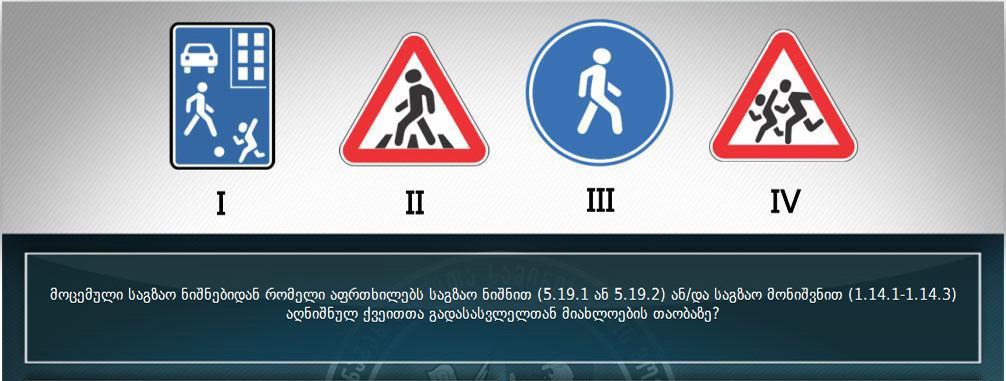 I II III IV
მოცემული საგზაო ნიშნებიდან რომელი აფრთხილებს საგზაო ნიშნით (5.19.1 ან 5.19.2) ან/და საგზაო მონიშვნით (1.14.1-1.14.3)
აღნიშნულ ქვეითთა გადასასვლელთან მიახლოების თაობაზე?